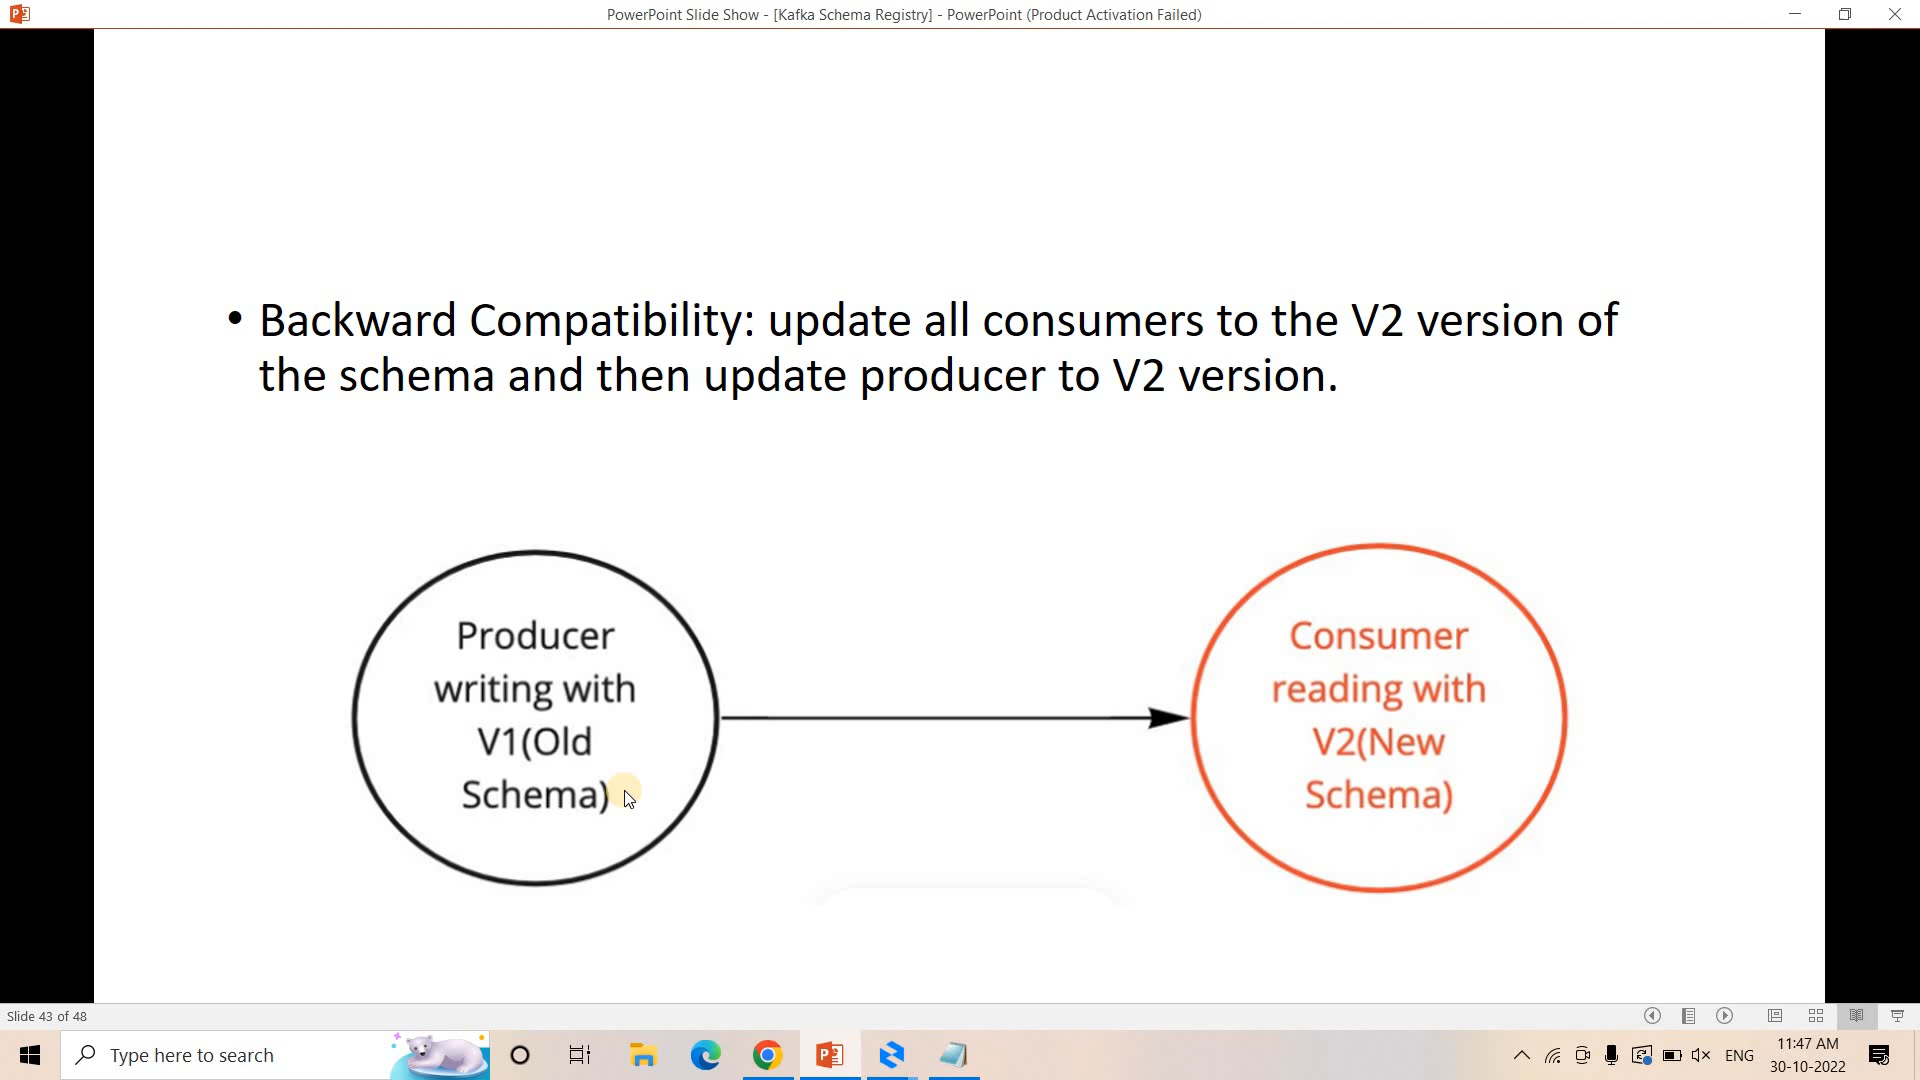 PowerPoint Slide Show - [Kafka Schema Registry] - PowerPoint (Product Activation Failed)
• Backward Compatibility: update all consumers to the V2 version of
the schema and then update producer to V2 version.
Producer
writing with
V1(Old
Schema)
Consumer
reading with
V2(New
Schema)
Slide 43 of 48
Type here to search
ENG
11:47 AM
30-10-2022